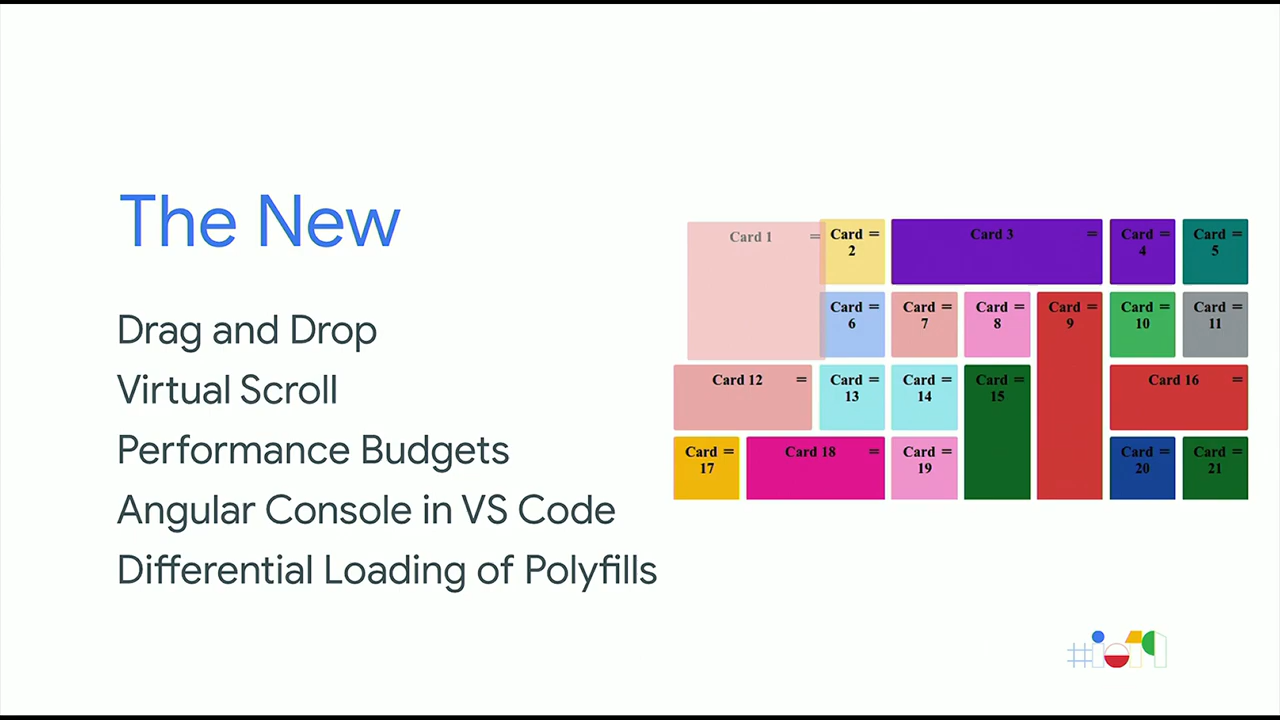 The New
Drag and Drop
Virtual Scroll
Performance Budgets
Angular Console in VS Code
Differential Loading of Polyfills
Card 1 =
Card =
2
Card 3 =
Card =
4
Card =
5
Card =
6
Card =
7
Card =
8
Card =
9
Card =
10
Card =
11
Card 12 =
Card =
13
Card =
14
Card =
15
Card 16 =
Card =
17
Card 18 =
Card =
19
Card =
20
Card =
21
#io19